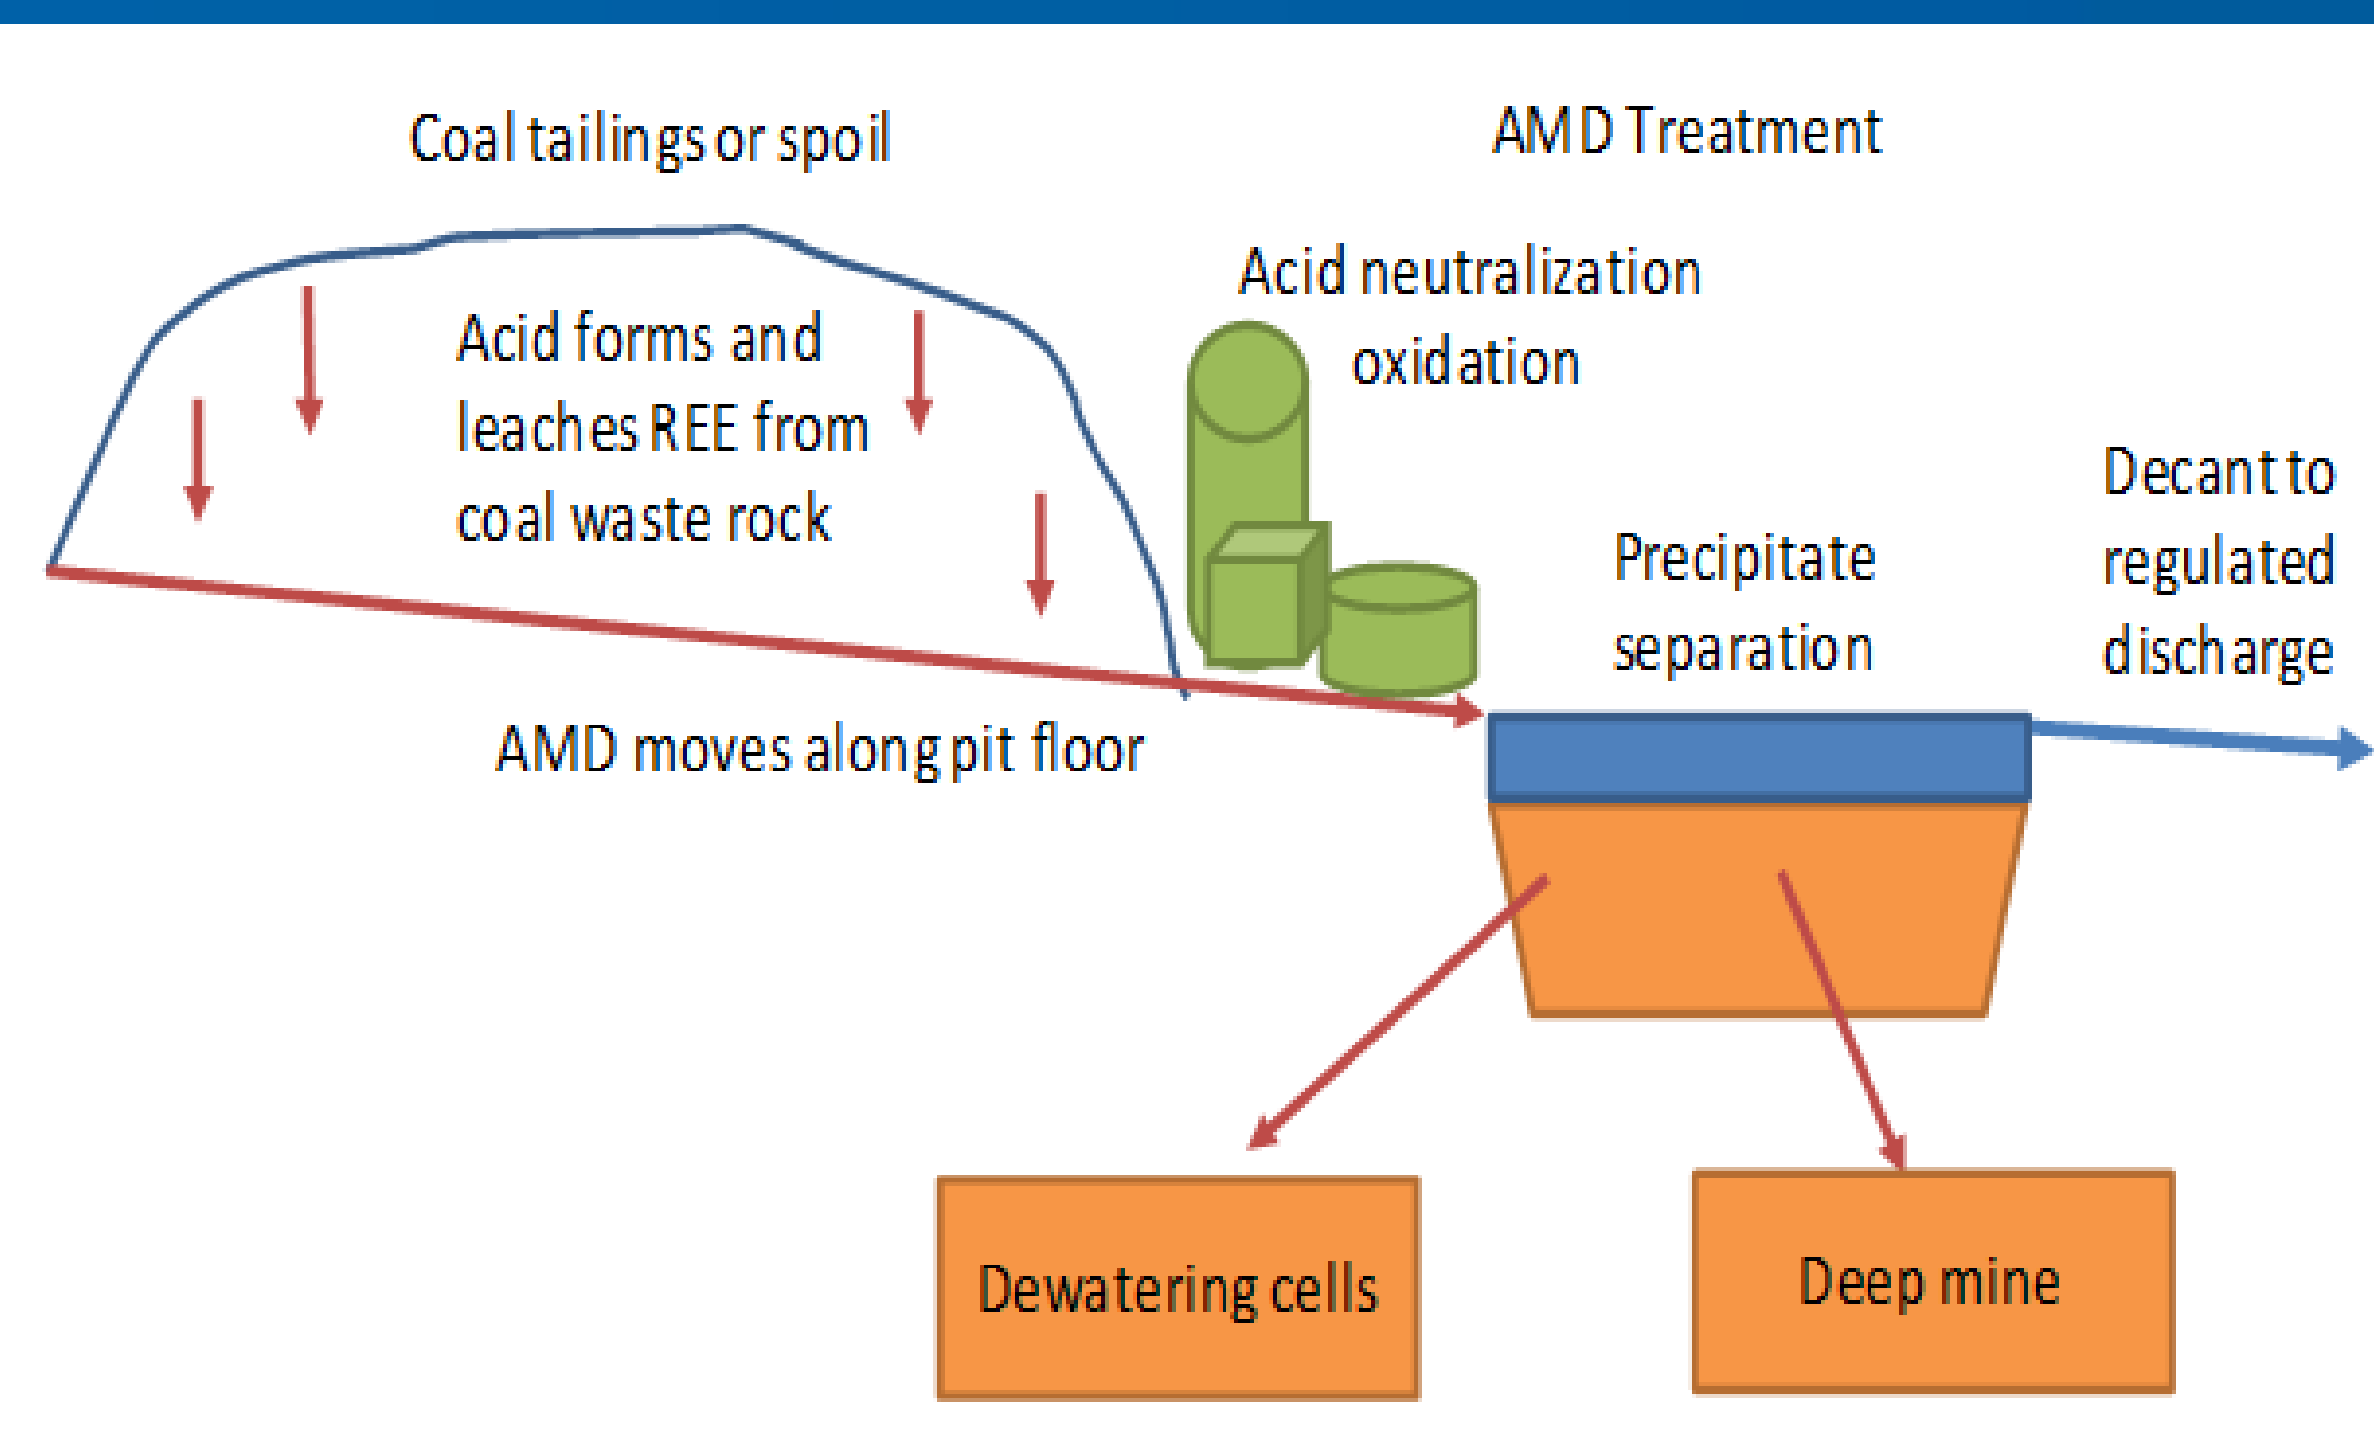 Coal tailings or spoil
AMD Treatment
Acid neutralization
oxidation
Acid forms and
leaches REE from
coal waste rock
Precipitate
separation
Decant to
regulated
discharge
AMD moves along pit floor
Dewatering cells
Deep mine